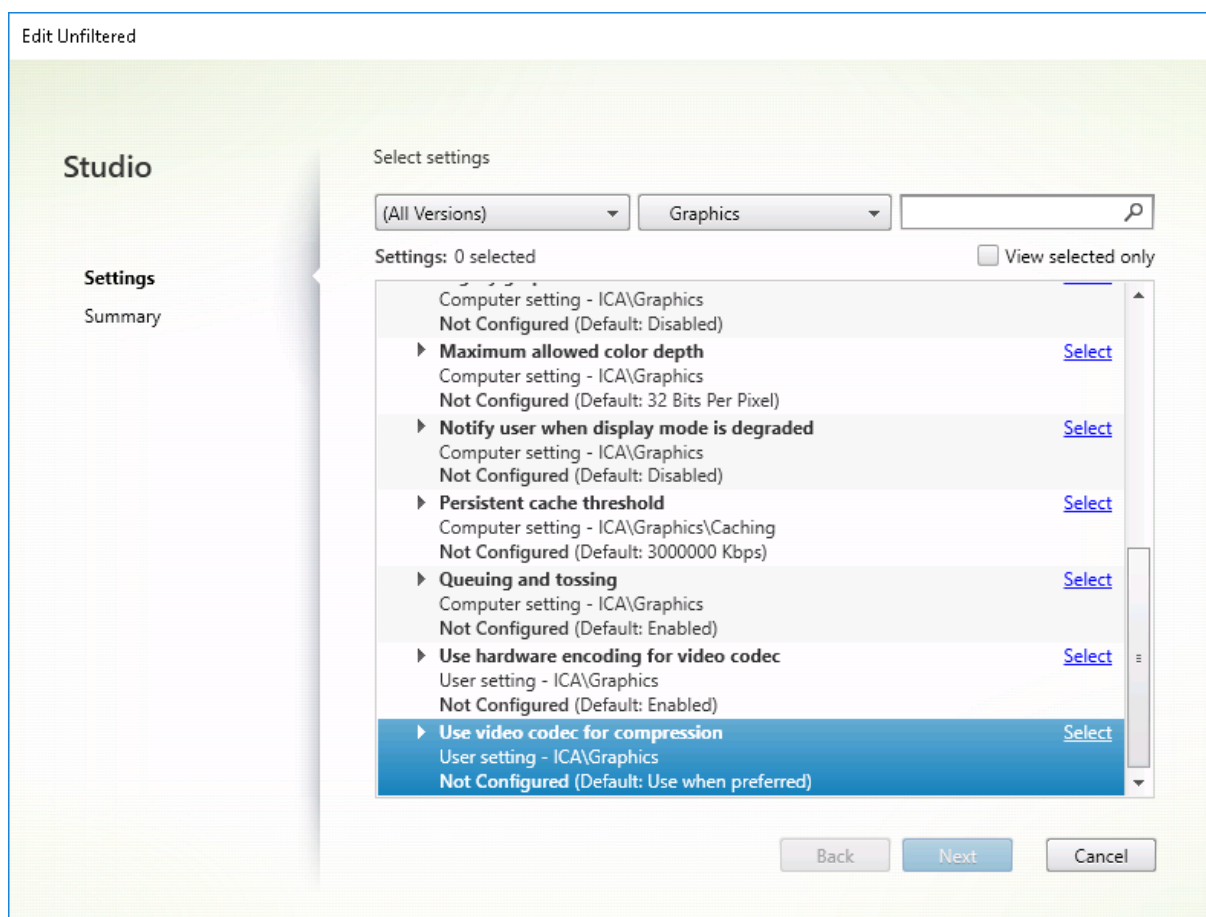 Edit Unfiltered
Studio
Settings
Summary
Select settings
(All Versions)
Graphics
Settings: 0 selected
View selected only
Computer setting - ICA\Graphics
Not Configured (Default: Disabled)
Maximum allowed color depth Select
Computer setting - ICA\Graphics
Not Configured (Default: 32 Bits Per Pixel)
Notify user when display mode is degraded Select
Computer setting - ICA\Graphics
Not Configured (Default: Disabled)
Persistent cache threshold Select
Computer setting - ICA\Graphics\Caching
Not Configured (Default: 3000000 Kbps)
Queuing and tossing Select
Computer setting - ICA\Graphics
Not Configured (Default: Enabled)
Use hardware encoding for video codec Select
User setting - ICA\Graphics
Not Configured (Default: Enabled)
Use video codec for compression Select
User setting - ICA\Graphics
Not Configured (Default: Use when preferred)
Back
Next
Cancel